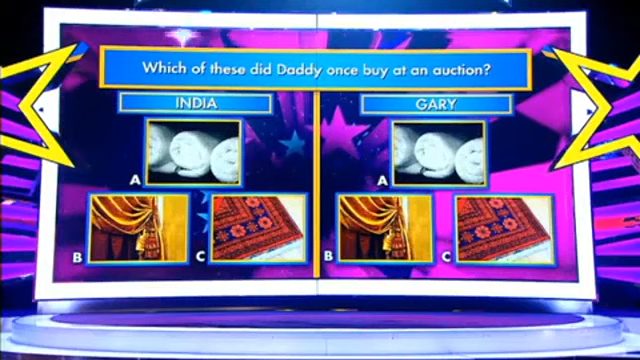 Which of these did Daddy once buy at an auction?
INDIA
GARY
A
A
B
C
B
C